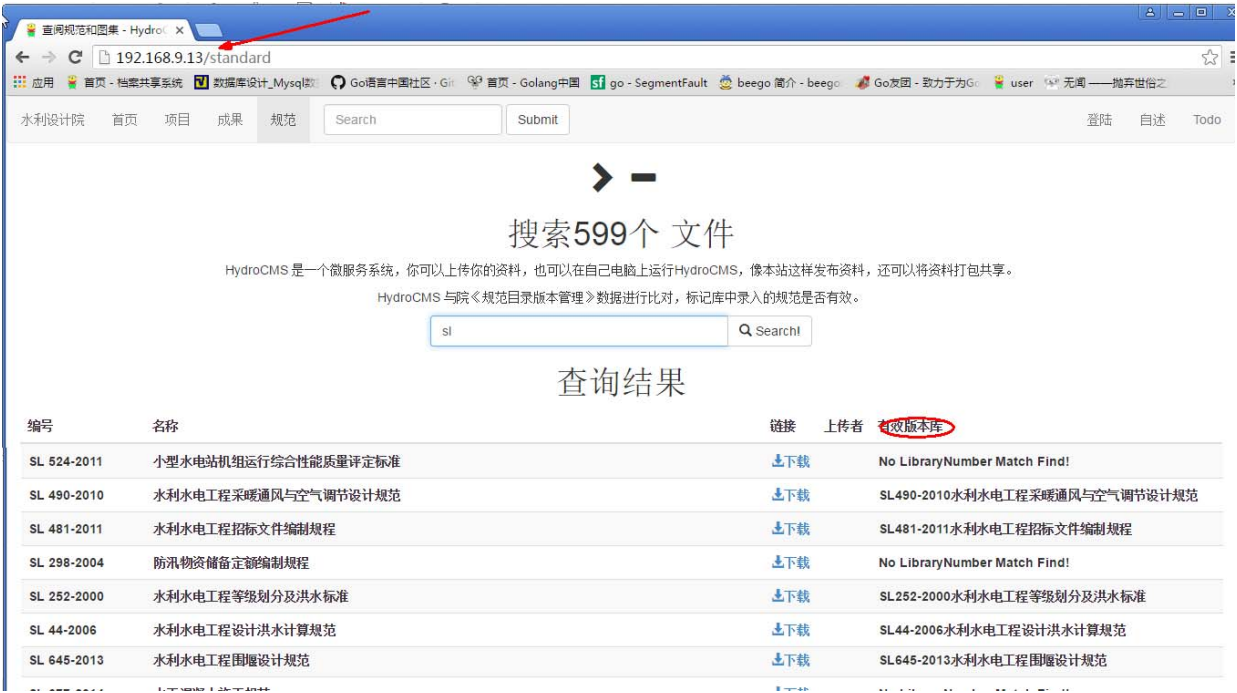 查阅规范和图集 - Hydro
192.168.9.13/standard
应用 首页 - 档案共享系统 数据库设计_Mysql数 Go语言中国社区 · Gi 首页 - Golang中国 sf go - SegmentFault beego 简介 - beego Go友团 - 致力于为Go user 无闻 ——抛弃世俗之
水利设计院 首页 项目 成果 规范 Search Submit 登陆 自述 Todo
搜索599个 文件
HydroCMS 是一个微服务系统，你可以上传你的资料，也可以在自己电脑上运行HydroCMS，像本站这样发布资料，还可以将资料打包共享。
HydroCMS 与院《规范目录版本管理》数据进行比对，标记库中录入的规范是否有效。
sl Search!
查询结果
编号 名称 链接 上传者 有效版本库
SL 524-2011 小型水电站机组运行综合性能质量评定标准 下载 No LibraryNumber Match Find!
SL 490-2010 水利水电工程采暖通风与空气调节设计规范 下载 SL490-2010水利水电工程采暖通风与空气调节设计规范
SL 481-2011 水利水电工程招标文件编制规程 下载 SL481-2011水利水电工程招标文件编制规程
SL 298-2004 防汛物资储备定额编制规程 下载 No LibraryNumber Match Find!
SL 252-2000 水利水电工程等级划分及洪水标准 下载 SL252-2000水利水电工程等级划分及洪水标准
SL 44-2006 水利水电工程设计洪水计算规范 下载 SL44-2006水利水电工程设计洪水计算规范
SL 645-2013 水利水电工程围堰设计规范 下载 SL645-2013水利水电工程围堰设计规范